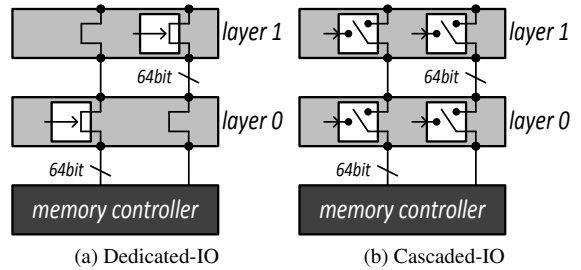 layer 1
layer 1
64bit
64bit
layer 0
layer 0
64bit
64bit
memory controller
memory controller
(a) Dedicated-IO
(b) Cascaded-IO